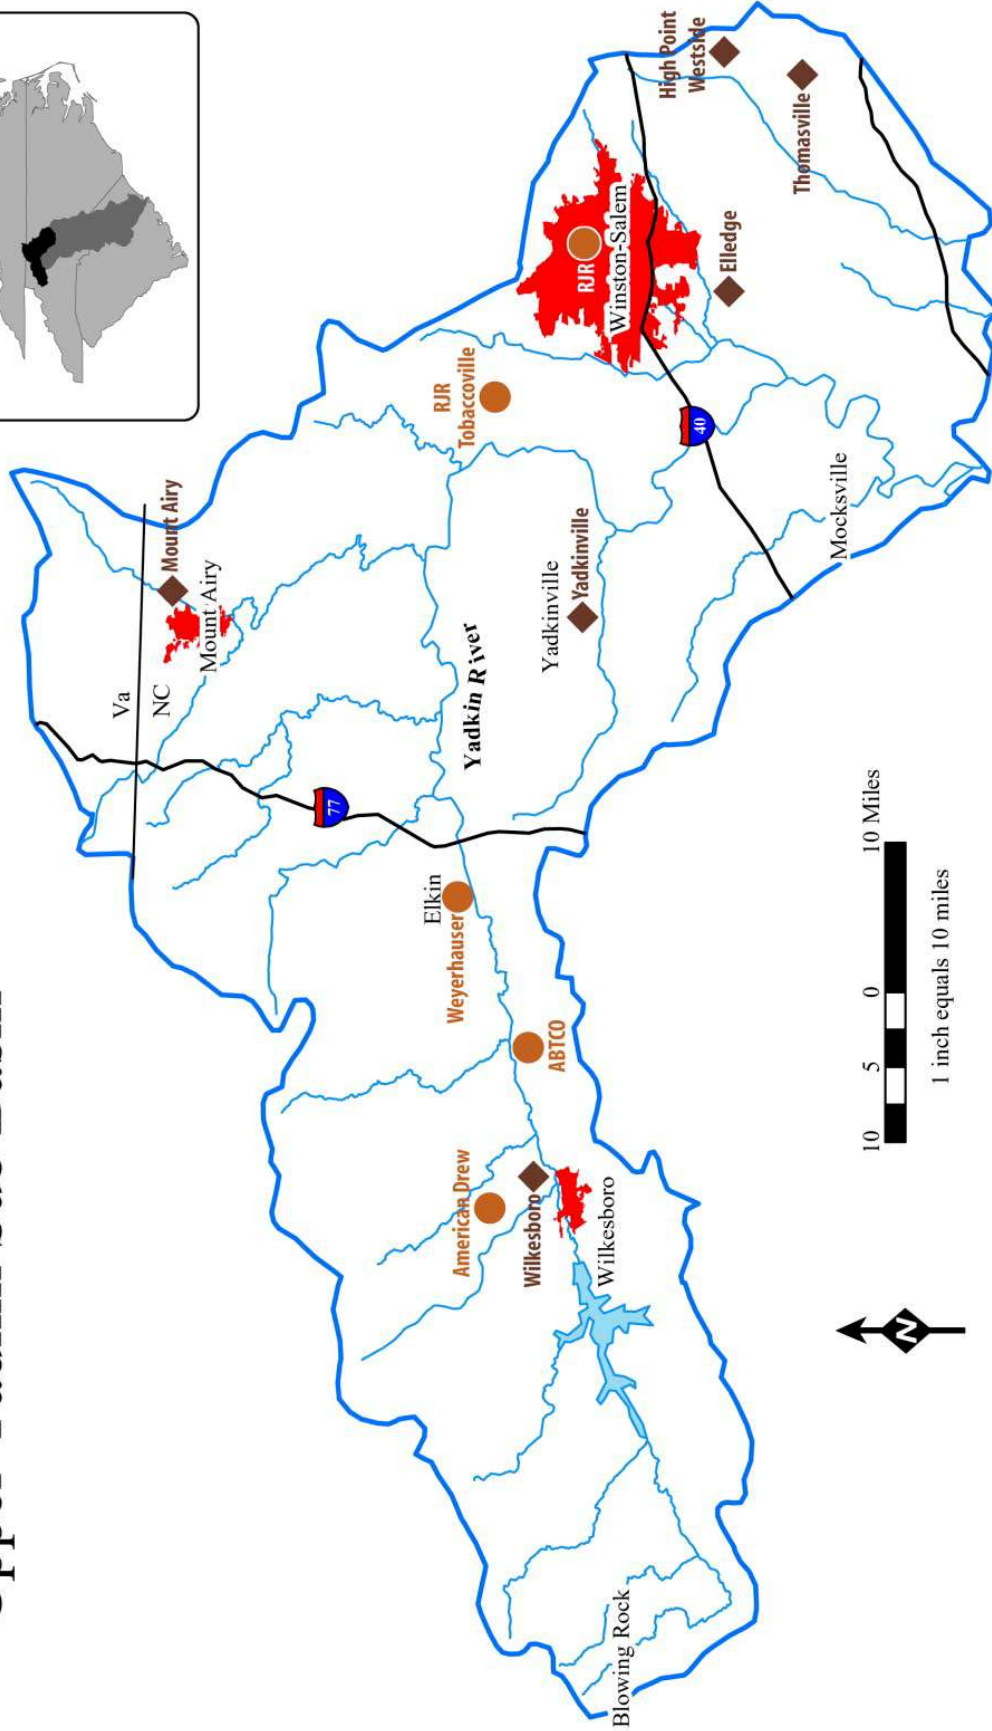 Upper Yadkin Sub-Basin
Va
NC
Mount Airy
Mount Airy
77
RJR
Tobaccoville
Elkin
Weyerhauser
Yadkin River
American Drew
ABTCO
Wilkesboro
Wilkesboro
Yadkinville
Yadkinville
RJR
Winston-Salem
High Point
Westside
Thomasville
Elledge
40
Mocksville
Blowing Rock
N
10 5 0 10 Miles
1 inch equals 10 miles